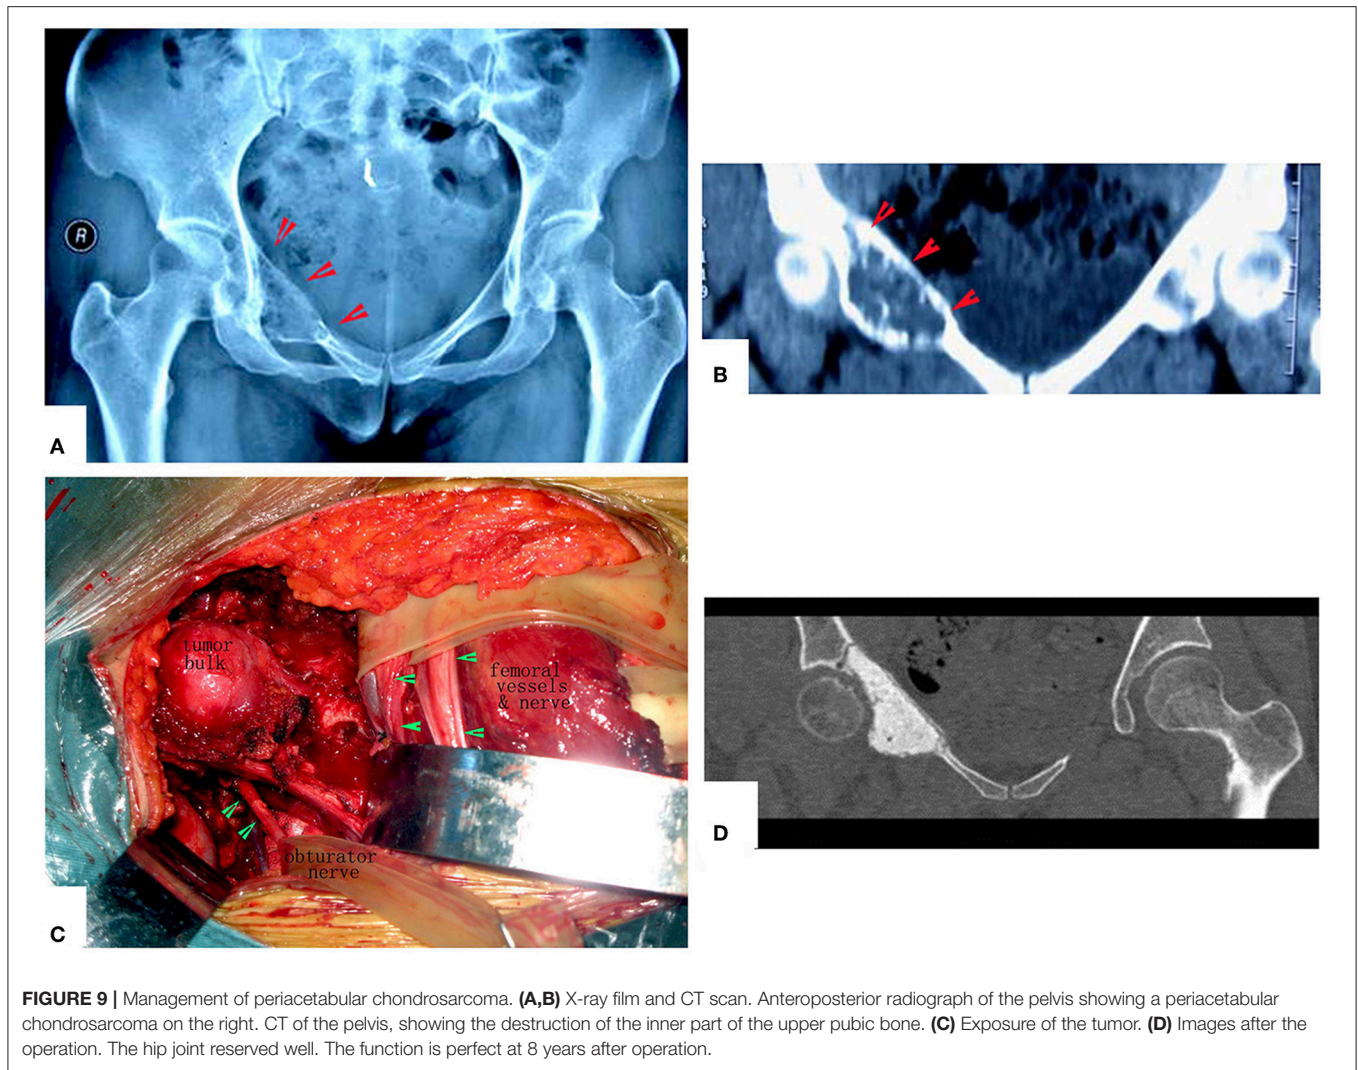 R
A
B
tumor
bulk
femoral
vessels
& nerve
obturator
nerve
C
D
FIGURE 9 | Management of periacetabular chondrosarcoma. (A,B) X-ray film and CT scan. Anteroposterior radiograph of the pelvis showing a periacetabular
chondrosarcoma on the right. CT of the pelvis, showing the destruction of the inner part of the upper pubic bone. (C) Exposure of the tumor. (D) Images after the
operation. The hip joint reserved well. The function is perfect at 8 years after operation.